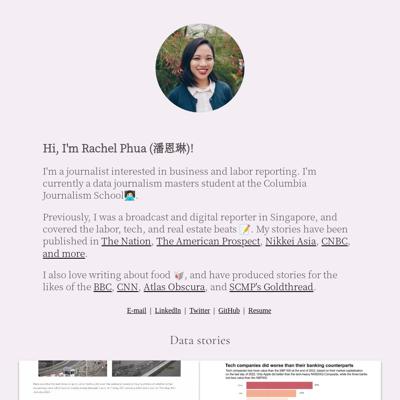 Hi, I'm Rachel Phua (潘恩琳)!
I'm a journalist interested in business and labor reporting. I'm
currently a data journalism masters student at the Columbia
Journalism School👩🏻‍💻.
Previously, I was a broadcast and digital reporter in Singapore, and
covered the labor, tech, and real estate beats 📝. My stories have been
published in The Nation, The American Prospect, Nikkei Asia, CNBC,
and more.
I also love writing about food 🥡, and have produced stories for the
likes of the BBC, CNN, Atlas Obscura, and SCMP's Goldthread.
E-mail | LinkedIn | Twitter | GitHub | Resume
Data stories
Tech companies did worse than their banking counterparts